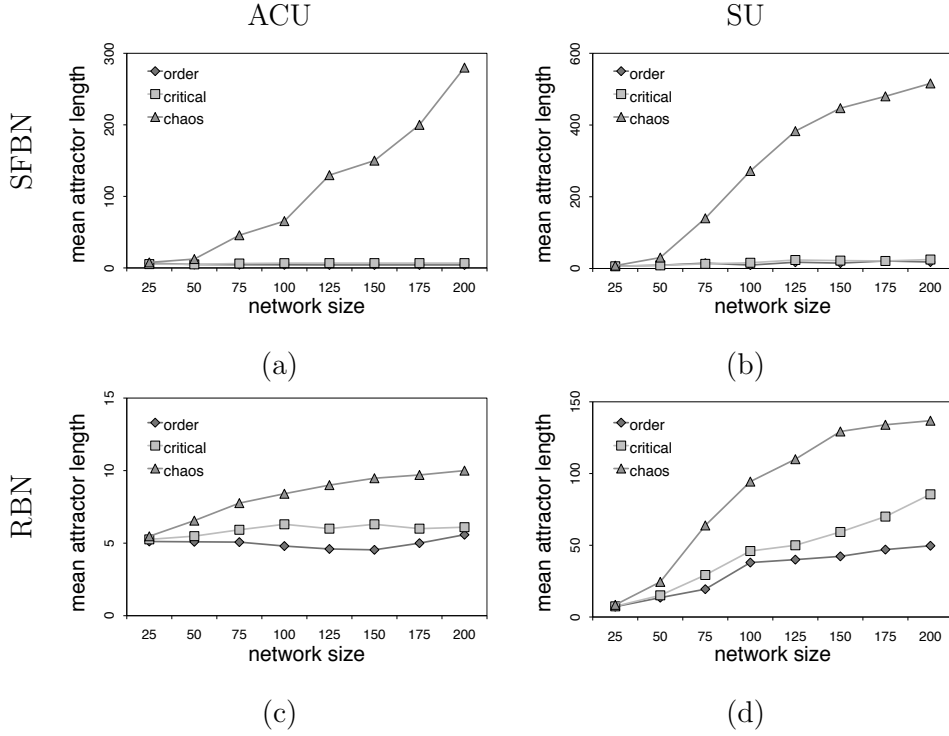 ACU
SU
SFBN
mean attractor length
0 100 200 300
order
critical
chaos
25 50 75 100 125 150 175 200
network size
(a)
mean attractor length
0 200 400 600
order
critical
chaos
25 50 75 100 125 150 175 200
network size
(b)
RBN
mean attractor length
0 5 10 15
order
critical
chaos
25 50 75 100 125 150 175 200
network size
(c)
mean attractor length
0 50 100 150
order
critical
chaos
25 50 75 100 125 150 175 200
network size
(d)